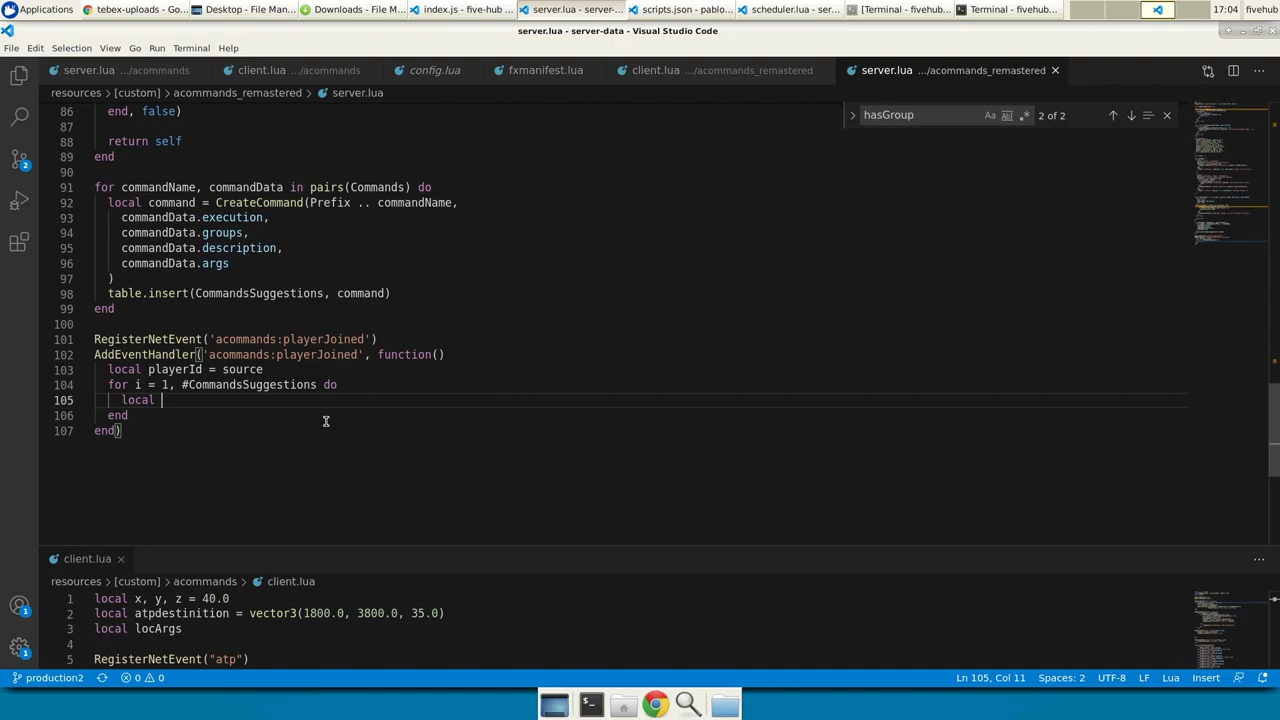 Applications
tebex-uploads - Go...
Desktop - File Man...
Downloads - File M...
index.js - five-hub ...
server.lua - server-...
scripts.json - pablo...
scheduler.lua - ser...
[Terminal - fivehub...
Terminal - fivehub...
17:04
fivehub
server.lua - server-data - Visual Studio Code
File Edit Selection View Go Run Terminal Help
server.lua .../acommands
client.lua .../acommands
config.lua
fxmanifest.lua
client.lua .../acommands_remastered
server.lua .../acommands_remastered
resources > [custom] > acommands_remastered > server.lua
hasGroup
Aa
2 of 2
86 end, false)
87
88 return self
89 end
90
91 for commandName, commandData in pairs(Commands) do
92 local command = CreateCommand(Prefix .. commandName,
93 commandData.execution,
94 commandData.groups,
95 commandData.description,
96 commandData.args
97 )
98 table.insert(CommandsSuggestions, command)
99 end
100
101 RegisterNetEvent('acommands:playerJoined')
102 AddEventHandler('acommands:playerJoined', function()
103 local playerId = source
104 for i = 1, #CommandsSuggestions do
105 local
106 end
107 end)
2
client.lua
resources > [custom] > acommands > client.lua
1 local x, y, z = 40.0
2 local atpdestinition = vector3(1800.0, 3800.0, 35.0)
3 local locArgs
4
5 RegisterNetEvent("atp")
1
1
production2
0
0
Ln 105, Col 11
Spaces: 2
UTF-8
LF
Lua
Insert